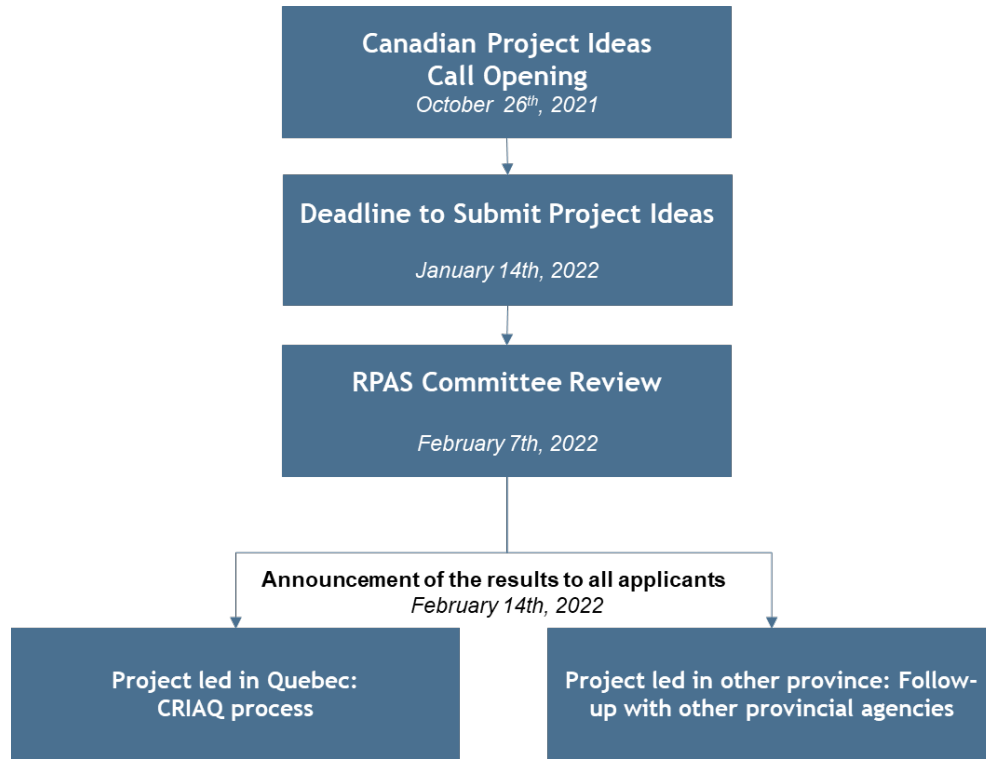 Canadian Project Ideas
Call Opening
October 26th, 2021
Deadline to Submit Project Ideas
January 14th, 2022
RPAS Committee Review
February 7th, 2022
Announcement of the results to all applicants
February 14th, 2022
Project led in Quebec:
CRIAQ process
Project led in other province: Follow-
up with other provincial agencies